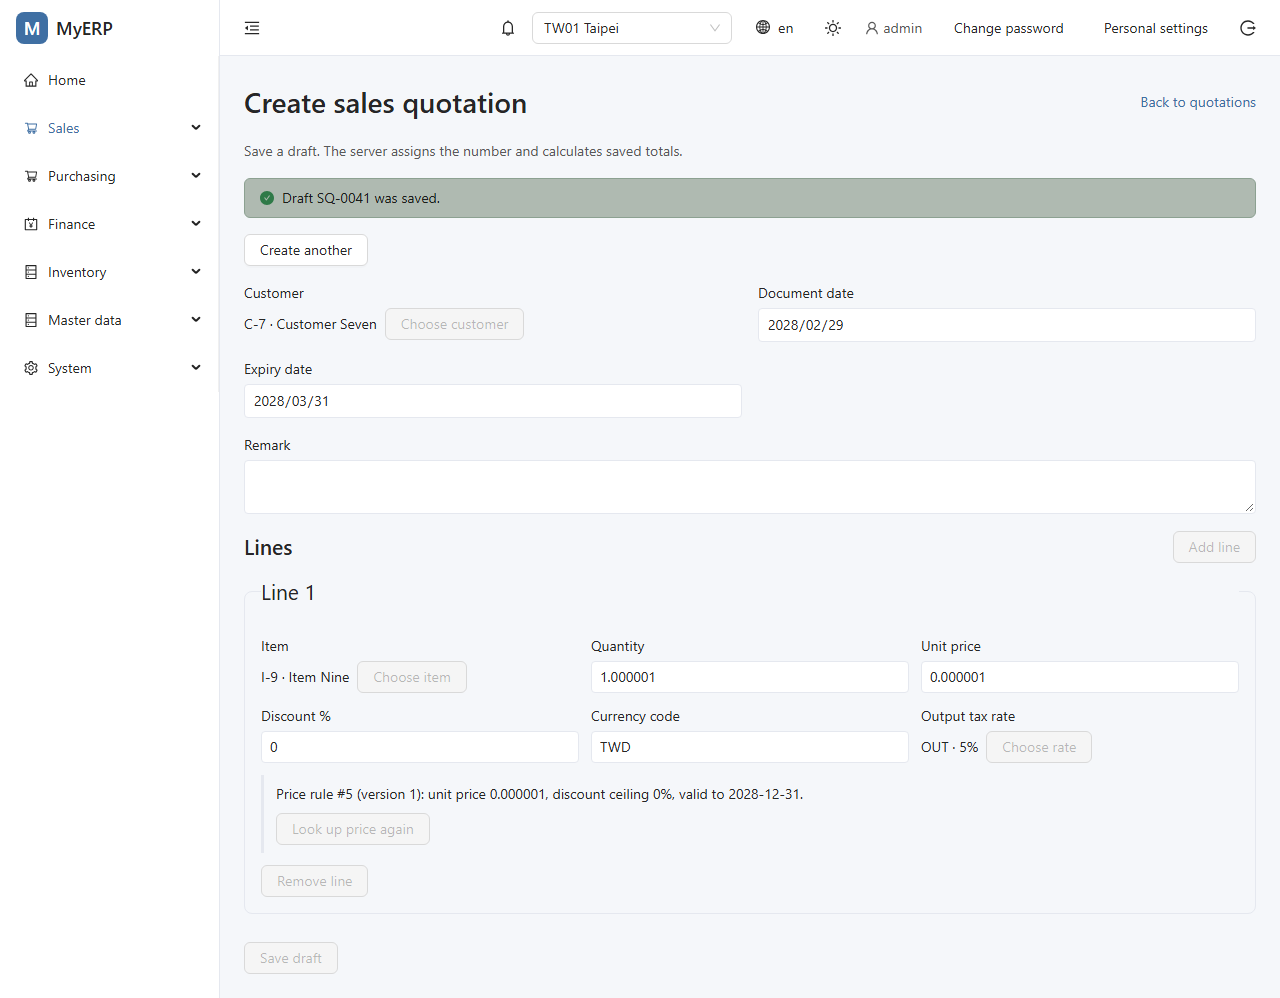 M MyERP
TW01 Taipei
en
admin
Change password
Personal settings
Home
Sales
Purchasing
Finance
Inventory
Master data
System
Create sales quotation
Back to quotations
Save a draft. The server assigns the number and calculates saved totals.
Draft SQ-0041 was saved.
Create another
Customer
C-7 · Customer Seven
Choose customer
Document date
2028/02/29
Expiry date
2028/03/31
Remark
Lines
Add line
Line 1
Item
I-9 · Item Nine
Choose item
Quantity
1.000001
Unit price
0.000001
Discount %
0
Currency code
TWD
Output tax rate
OUT · 5%
Choose rate
Price rule #5 (version 1): unit price 0.000001, discount ceiling 0%, valid to 2028-12-31.
Look up price again
Remove line
Save draft